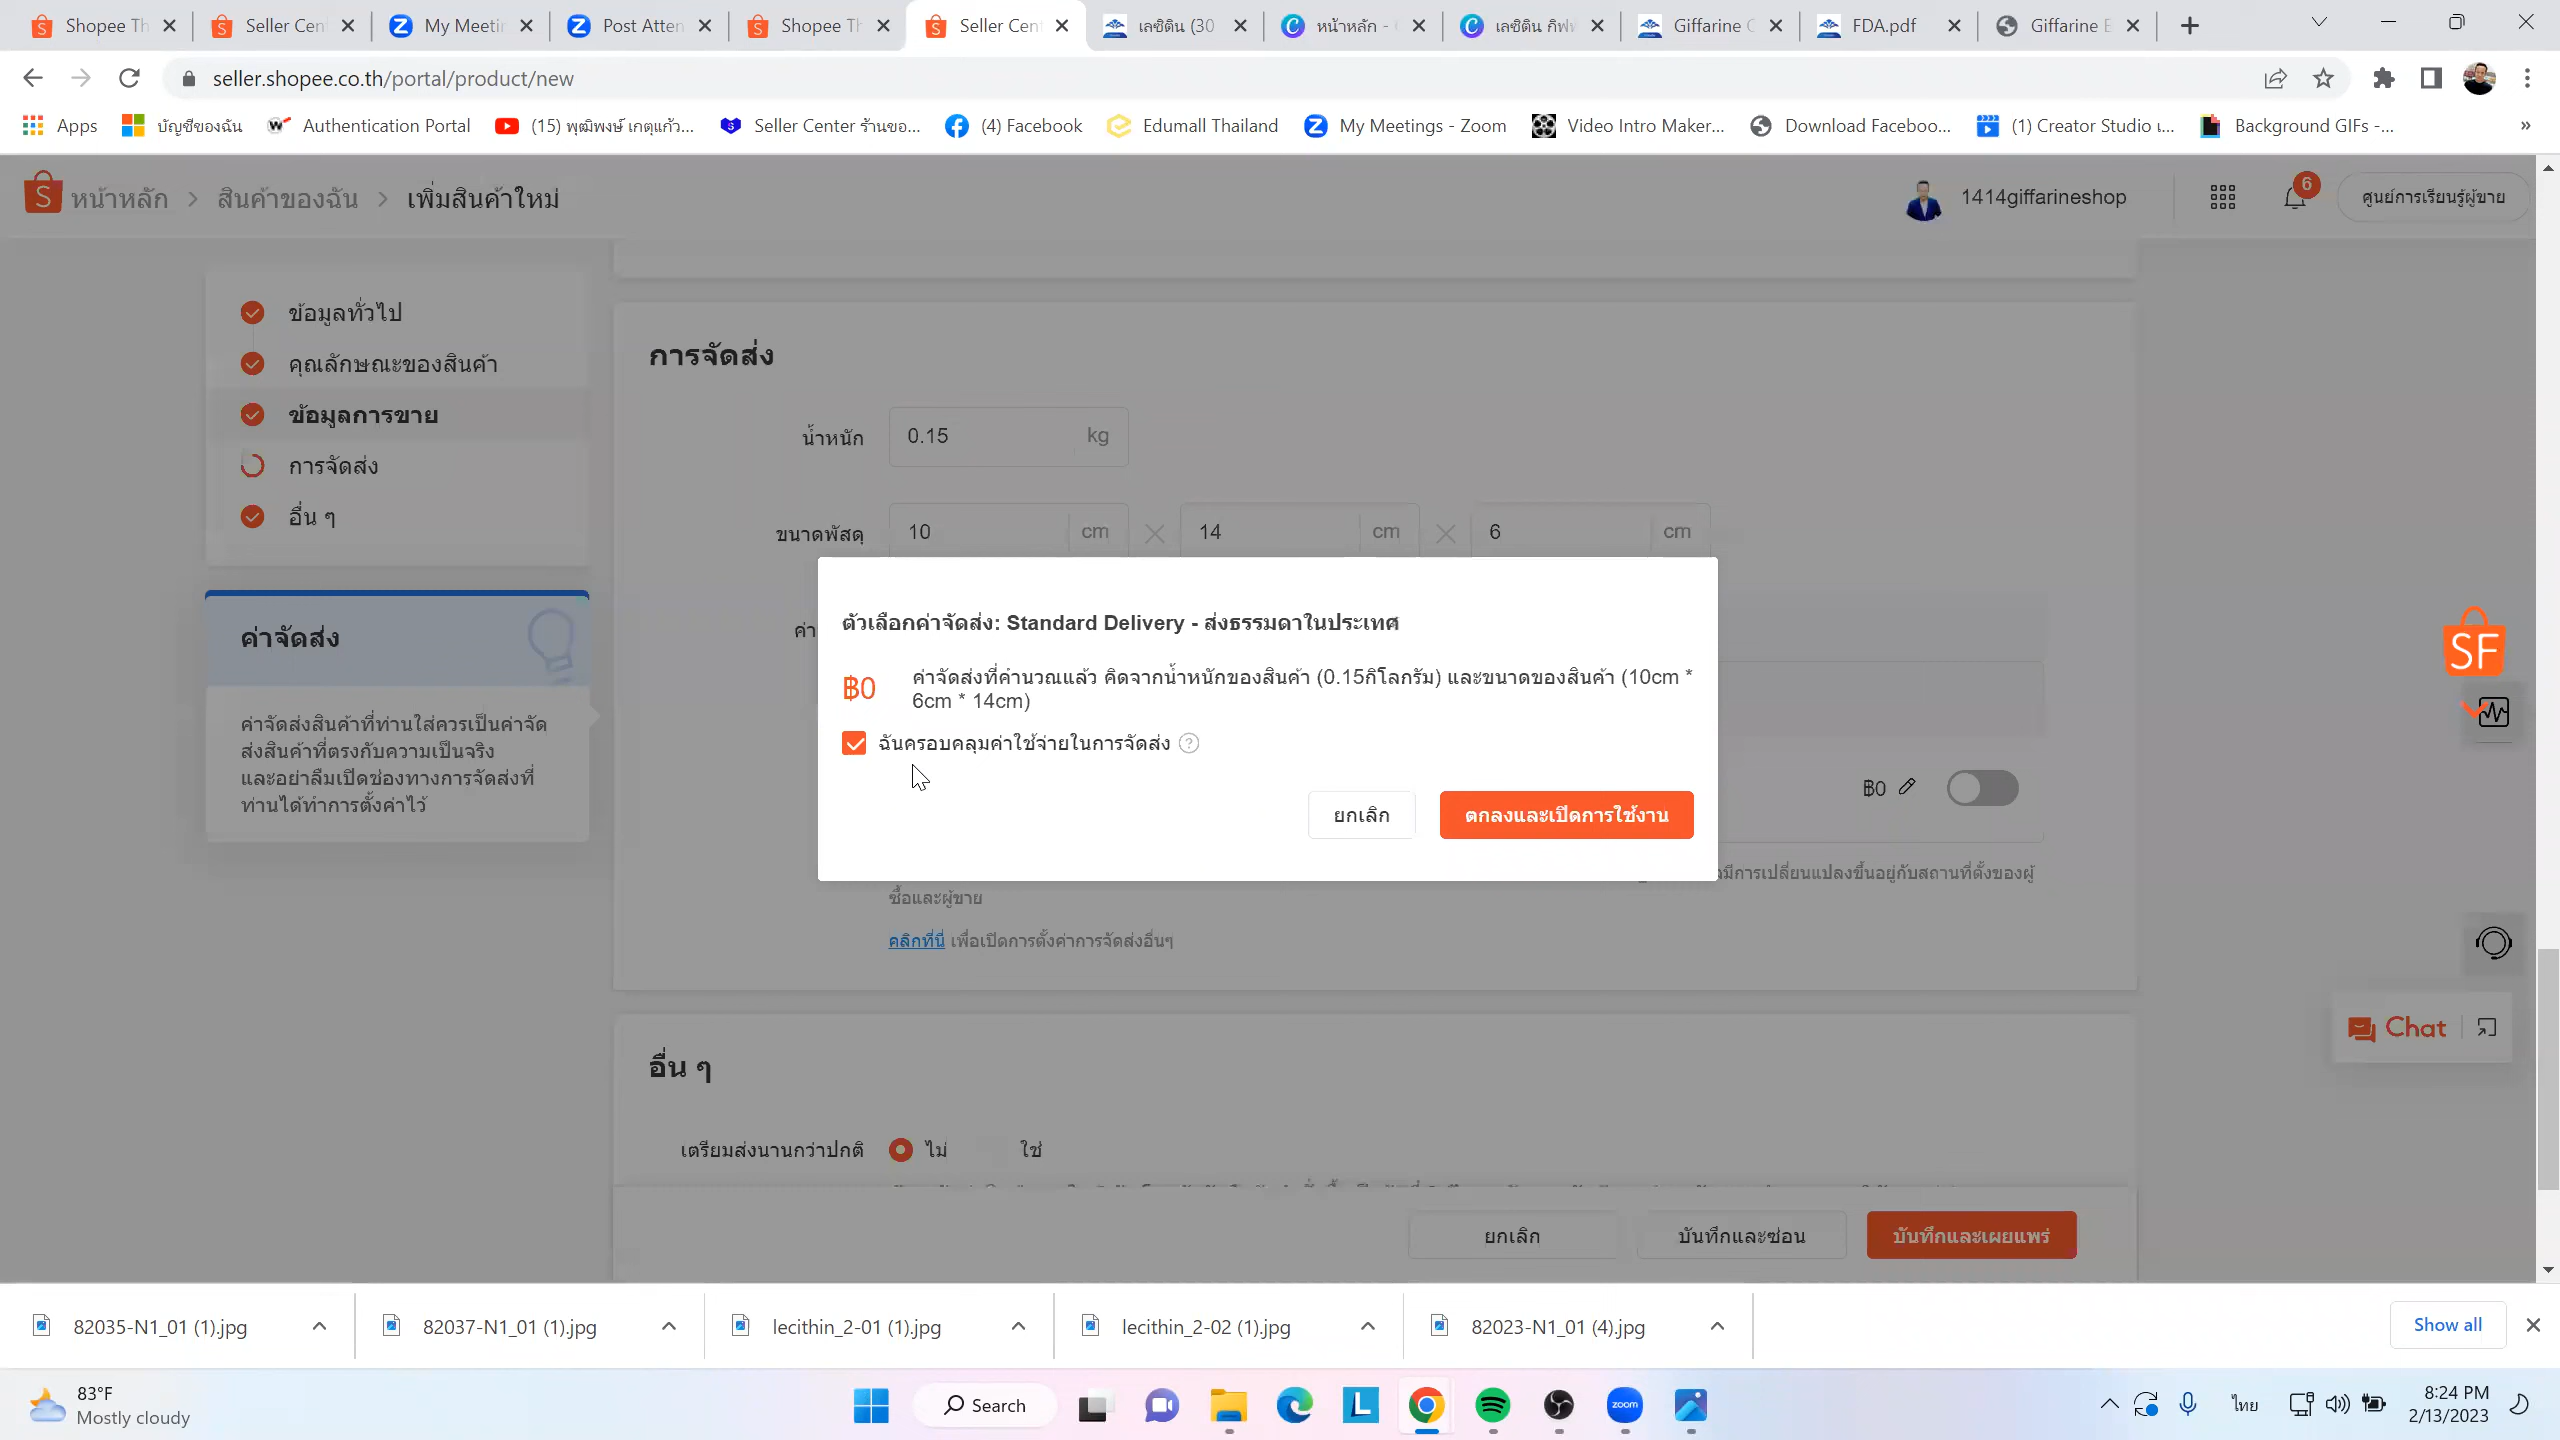 Shopee Th
Seller Cen
My Meeti
Post Atten
Shopee Th
Seller Cen
เลซิติน (30
หน้าหลัก -
เลซิติน กิฟฟ
Giffarine C
FDA.pdf
Giffarine E
seller.shopee.co.th/portal/product/new
Apps
บัญชีของฉัน
Authentication Portal
(15) พุฒิพงษ์ เกตุแก้ว...
Seller Center ร้านขอ...
(4) Facebook
Edumall Thailand
My Meetings - Zoom
Video Intro Maker...
Download Faceboo...
(1) Creator Studio เ...
Background GIFs -...
»
หน้าหลัก > สินค้าของฉัน > เพิ่มสินค้าใหม่
1414giffarineshop
6
ศูนย์การเรียนรู้ผู้ขาย
ข้อมูลทั่วไป
คุณลักษณะของสินค้า
ข้อมูลการขาย
การจัดส่ง
อื่น ๆ
ค่าจัดส่ง
ค่าจัดส่งสินค้าที่ท่านใส่ควรเป็นค่าจัด
ส่งสินค้าที่ตรงกับความเป็นจริง
และอย่าลืมเปิดช่องทางการจัดส่งที่
ท่านได้ทำการตั้งค่าไว้
การจัดส่ง
น้ำหนัก 0.15 kg
ขนาดพัสดุ 10 cm 14 cm 6 cm
ค่า
ตัวเลือกค่าจัดส่ง: Standard Delivery - ส่งธรรมดาในประเทศ
฿0
ค่าจัดส่งที่คำนวณแล้ว คิดจากน้ำหนักของสินค้า (0.15กิโลกรัม) และขนาดของสินค้า (10cm *
6cm * 14cm)
ฉันครอบคลุมค่าใช้จ่ายในการจัดส่ง ?
ยกเลิก
ตกลงและเปิดการใช้งาน
฿0
มีการเปลี่ยนแปลงขึ้นอยู่กับสถานที่ตั้งของผู้
ซื้อและผู้ขาย
คลิกที่นี่ เพื่อเปิดการตั้งค่าการจัดส่งอื่นๆ
SF
Chat
อื่น ๆ
เตรียมส่งนานกว่าปกติ ไม่ ใช่
ยกเลิก
บันทึกและซ่อน
บันทึกและเผยแพร่
82035-N1_01 (1).jpg
82037-N1_01 (1).jpg
lecithin_2-01 (1).jpg
lecithin_2-02 (1).jpg
82023-N1_01 (4).jpg
Show all
83°F
Mostly cloudy
Search
L
zoom
ไทย
8:24 PM
2/13/2023